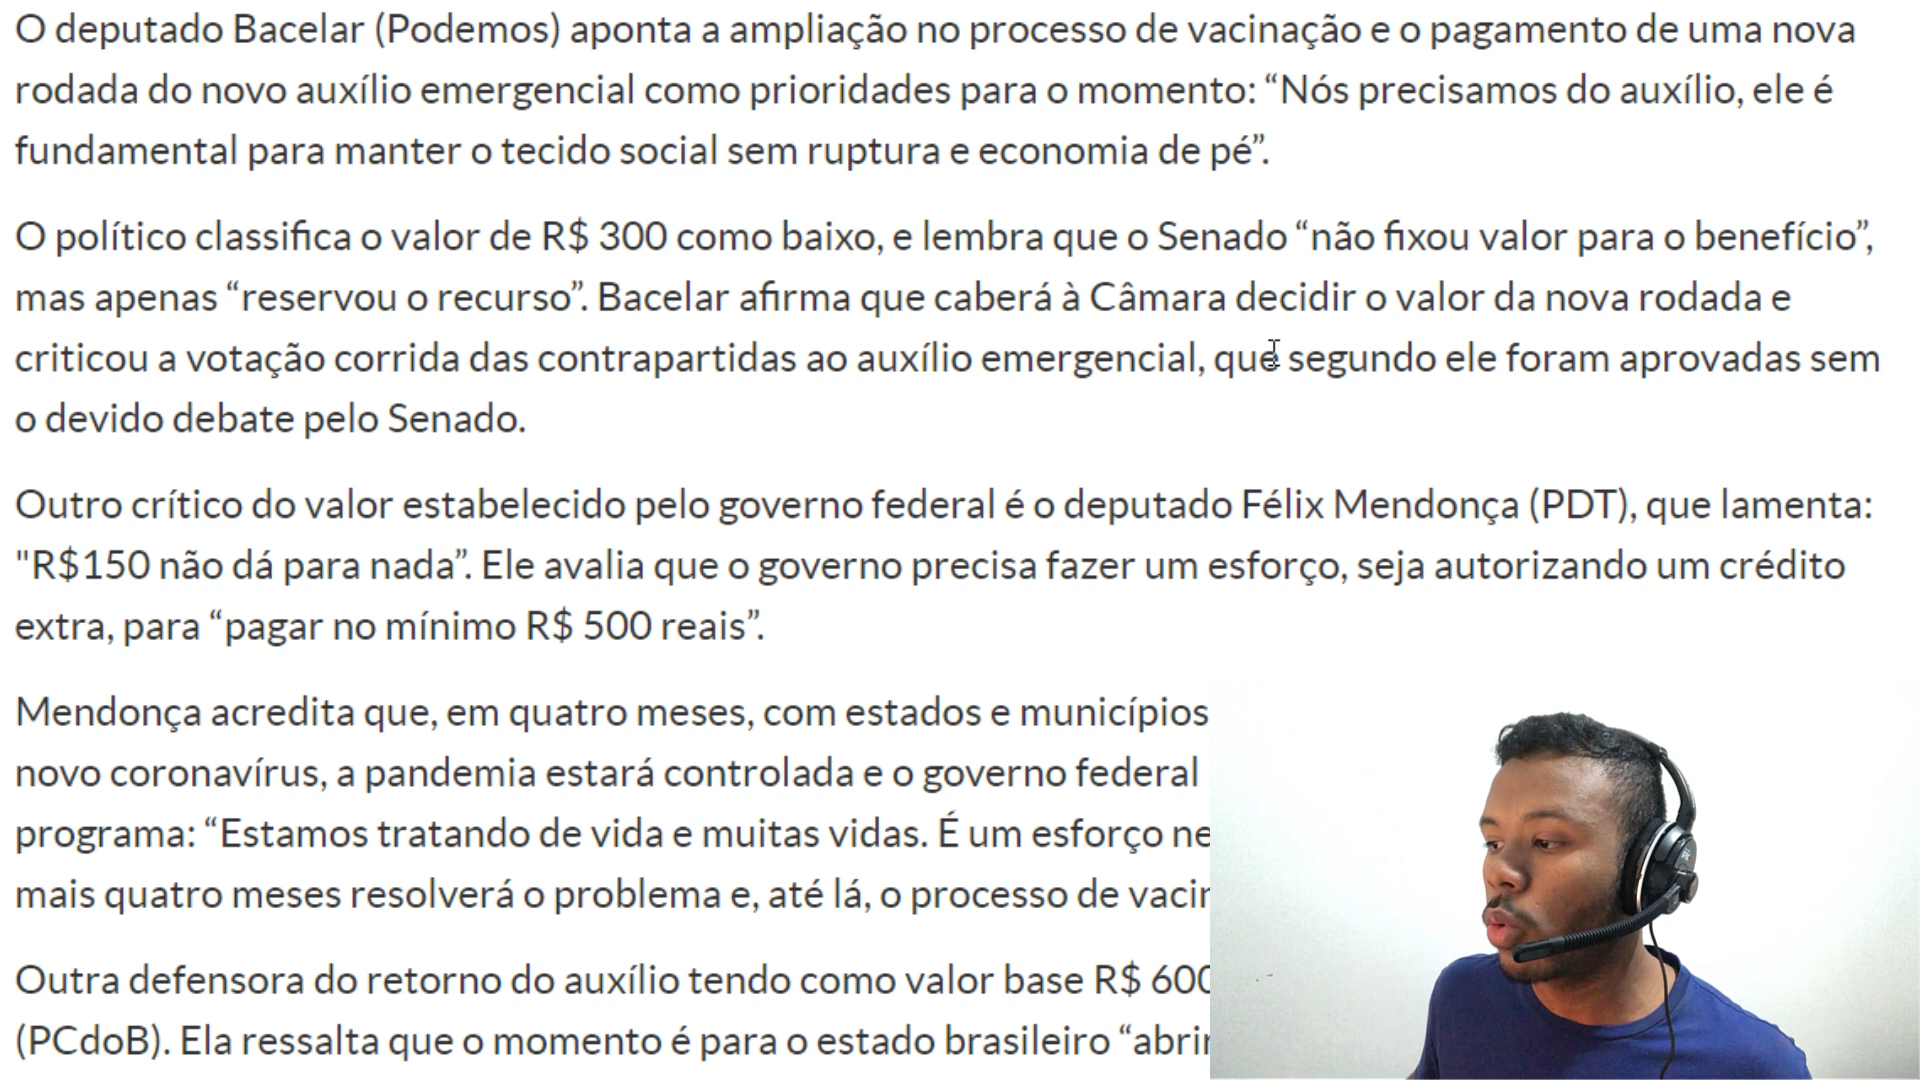 O deputado Bacelar (Podemos) aponta a ampliação no processo de vacinação e o pagamento de uma nova
rodada do novo auxílio emergencial como prioridades para o momento: “Nós precisamos do auxílio, ele é
fundamental para manter o tecido social sem ruptura e economia de pé”.
O político classifica o valor de R$ 300 como baixo, e lembra que o Senado “não fixou valor para o benefício”,
mas apenas “reservou o recurso”. Bacelar afirma que caberá à Câmara decidir o valor da nova rodada e
criticou a votação corrida das contrapartidas ao auxílio emergencial, que segundo ele foram aprovadas sem
o devido debate pelo Senado.
Outro crítico do valor estabelecido pelo governo federal é o deputado Félix Mendonça (PDT), que lamenta:
"R$150 não dá para nada”. Ele avalia que o governo precisa fazer um esforço, seja autorizando um crédito
extra, para “pagar no mínimo R$ 500 reais”.
Mendonça acredita que, em quatro meses, com estados e municípios
novo coronavírus, a pandemia estará controlada e o governo federal
programa: “Estamos tratando de vida e muitas vidas. É um esforço
mais quatro meses resolverá o problema e, até lá, o processo de
Outra defensora do retorno do auxílio tendo como valor base R$ 600
(PCdoB). Ela ressalta que o momento é para o estado brasileiro “abrir